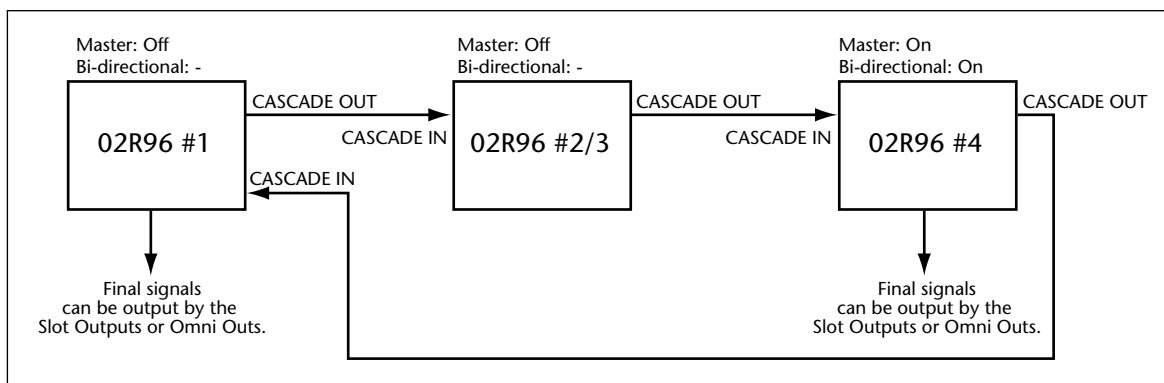 Master: Off
Bi-directional: -
02R96 #1
CASCADE OUT
CASCADE IN
CASCADE IN
Master: Off
Bi-directional: -
02R96 #2/3
CASCADE OUT
CASCADE IN
Master: On
Bi-directional: On
02R96 #4
CASCADE OUT
Final signals
can be output by the
Slot Outputs or Omni Outs.
Final signals
can be output by the
Slot Outputs or Omni Outs.